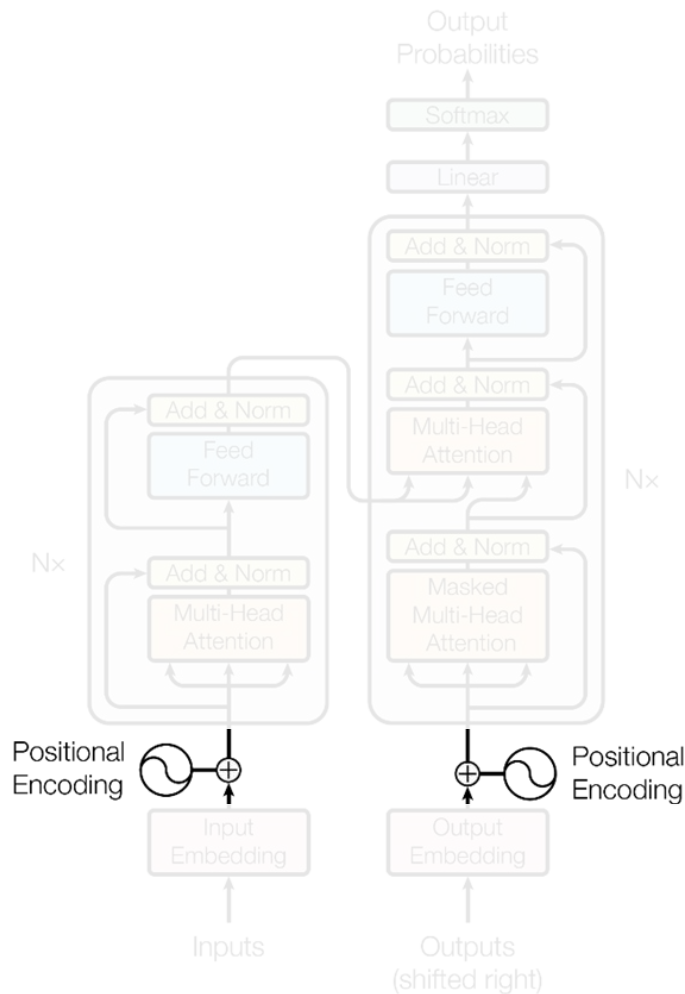 Output
Probabilities
Softmax
Linear
Add & Norm
Feed
Forward
Add & Norm
Multi-Head
Attention
Add & Norm
Masked
Multi-Head
Attention
Nx
Add & Norm
Feed
Forward
Add & Norm
Multi-Head
Attention
Nx
Positional
Encoding
Positional
Encoding
Input
Embedding
Output
Embedding
Inputs
Outputs
(shifted right)